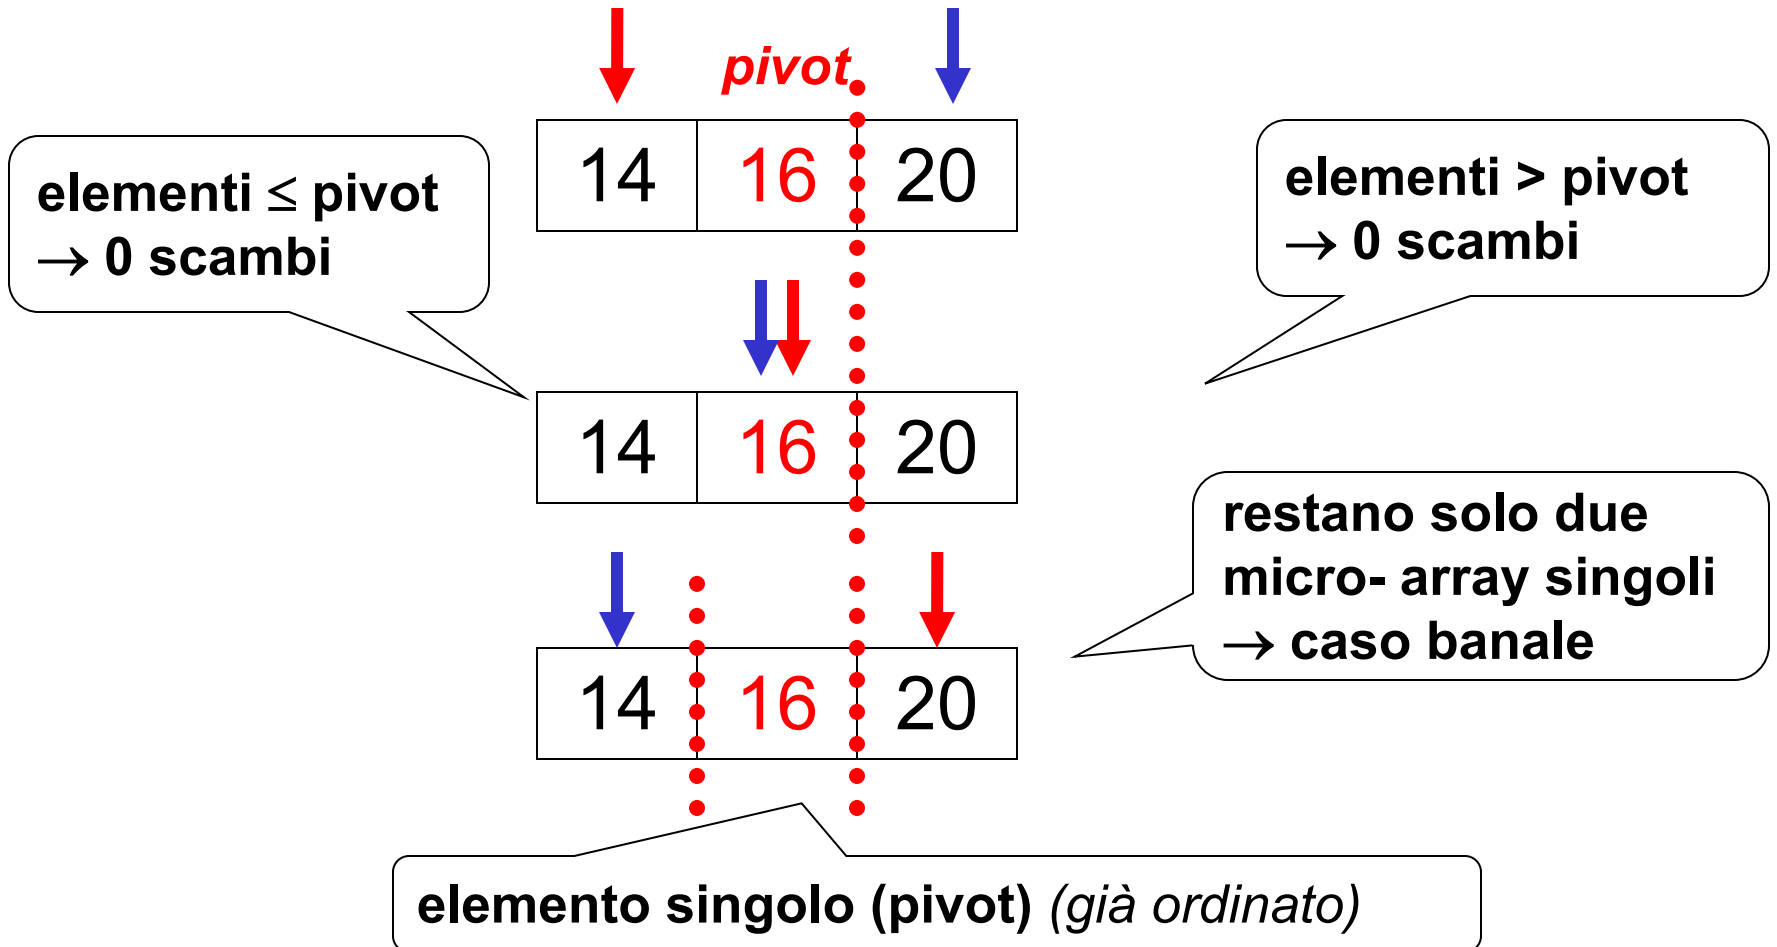 pivot
14 16 20
elementi ≤ pivot
→ 0 scambi
elementi > pivot
→ 0 scambi
14 16 20
restano solo due
micro- array singoli
→ caso banale
14 16 20
elemento singolo (pivot) (già ordinato)